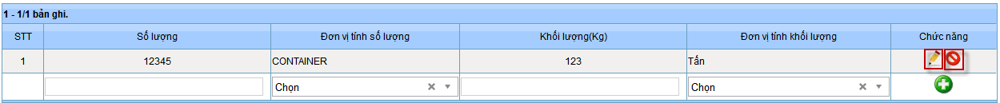 1 - 1/1 bản ghi.
STT Số lượng Đơn vị tính số lượng Khối lượng(Kg) Đơn vị tính khối lượng Chức năng
1 12345 CONTAINER 123 Tấn
Chọn Chọn